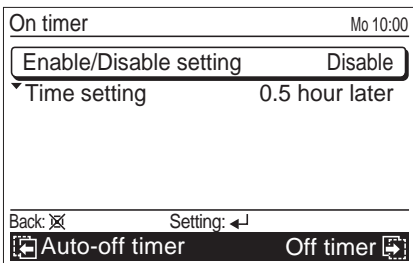 On timer Mo 10:00
Enable/Disable setting Disable
Time setting 0.5 hour later
Back: Setting:
Auto-off timer Off timer